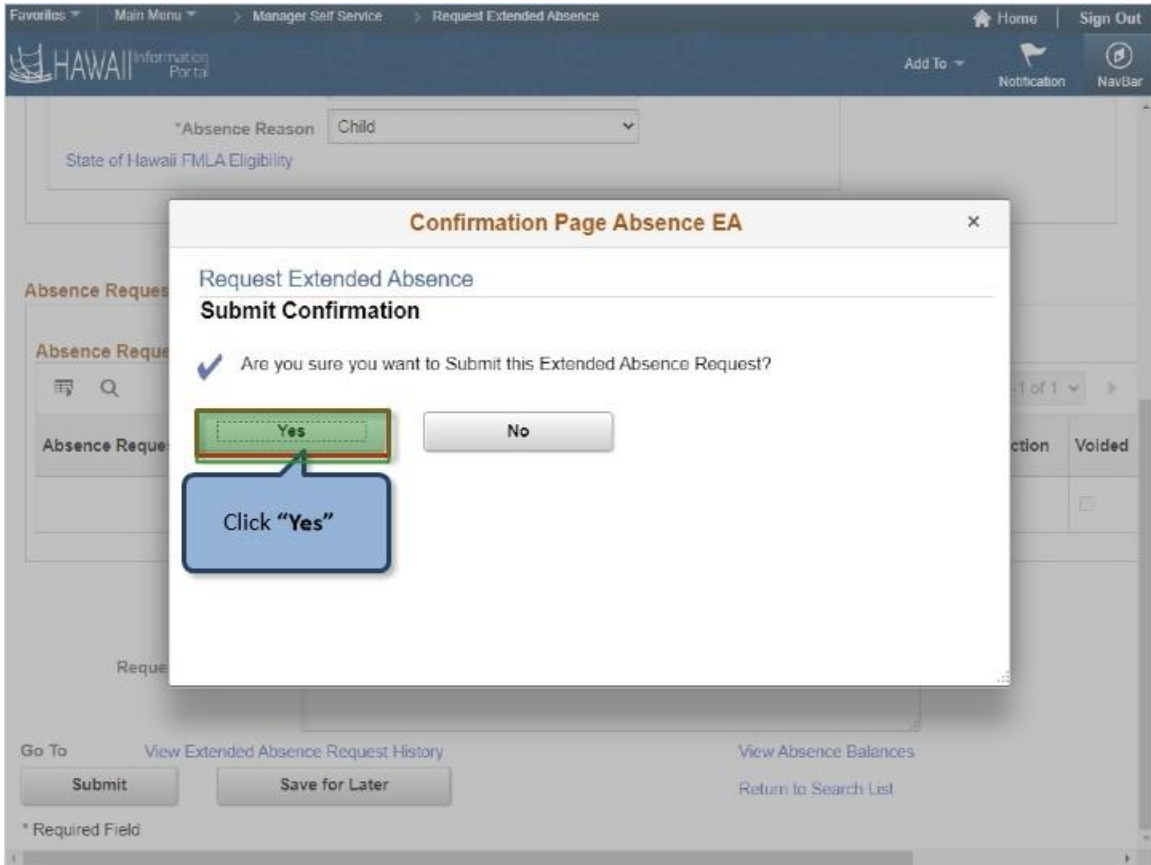 Favorites Main Menu > Manager Self Service > Request Extended Absence Home Sign Out
HAWAII Information Portal Add To Notification NavBar
*Absence Reason Child
State of Hawaii FMLA Eligibility
Confirmation Page Absence EA ×
Request Extended Absence
Submit Confirmation
Are you sure you want to Submit this Extended Absence Request?
Yes No
Click “Yes”
Absence Reques
Absence Reque
1 of 1
Absence Reque ction Voided
Reque
Go To View Extended Absence Request History View Absence Balances
Submit Save for Later Return to Search List
* Required Field